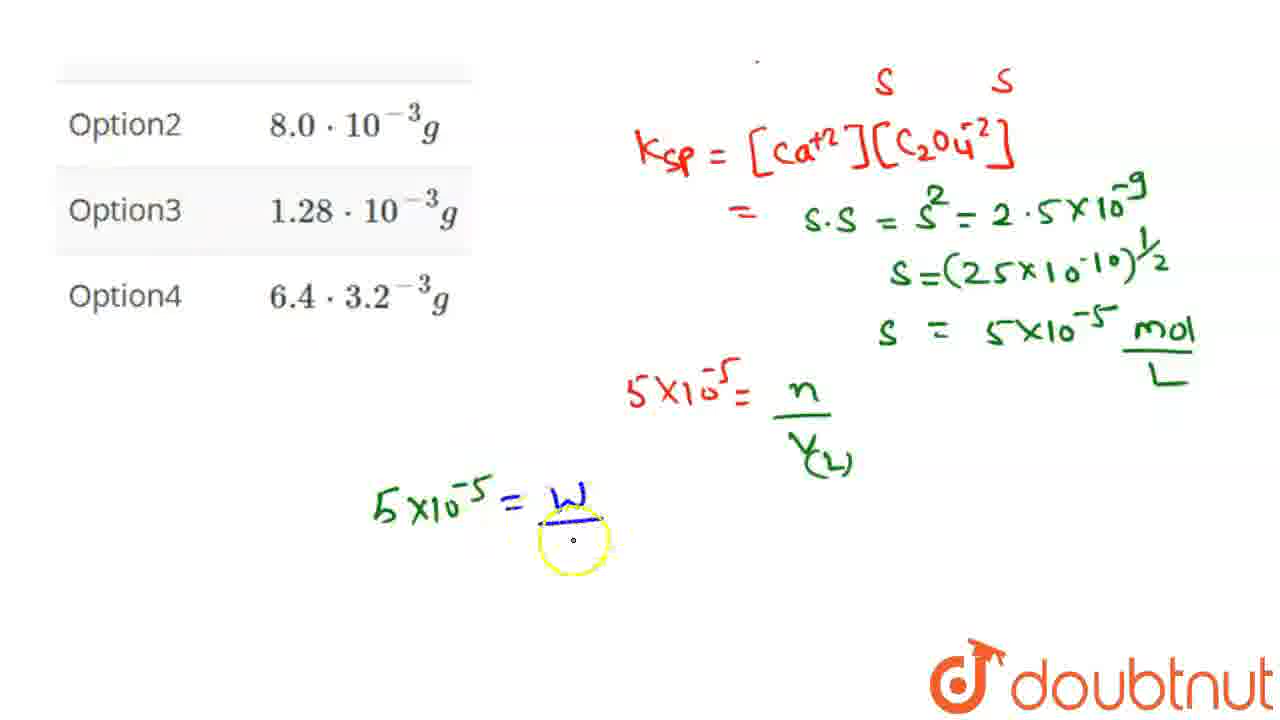 Option2 8.0 · 10⁻³g
Option3 1.28 · 10⁻³g
Option4 6.4 · 3.2⁻³g
S S
Ksp = [Ca⁺²][C₂O₄⁻²]
= S.S = S² = 2.5×10⁻⁹
S = (25×10⁻¹⁰)^1/2
S = 5×10⁻⁵ mol/L
5×10⁻⁵ = n/V(L)
5×10⁻⁵ = W
doubtnut